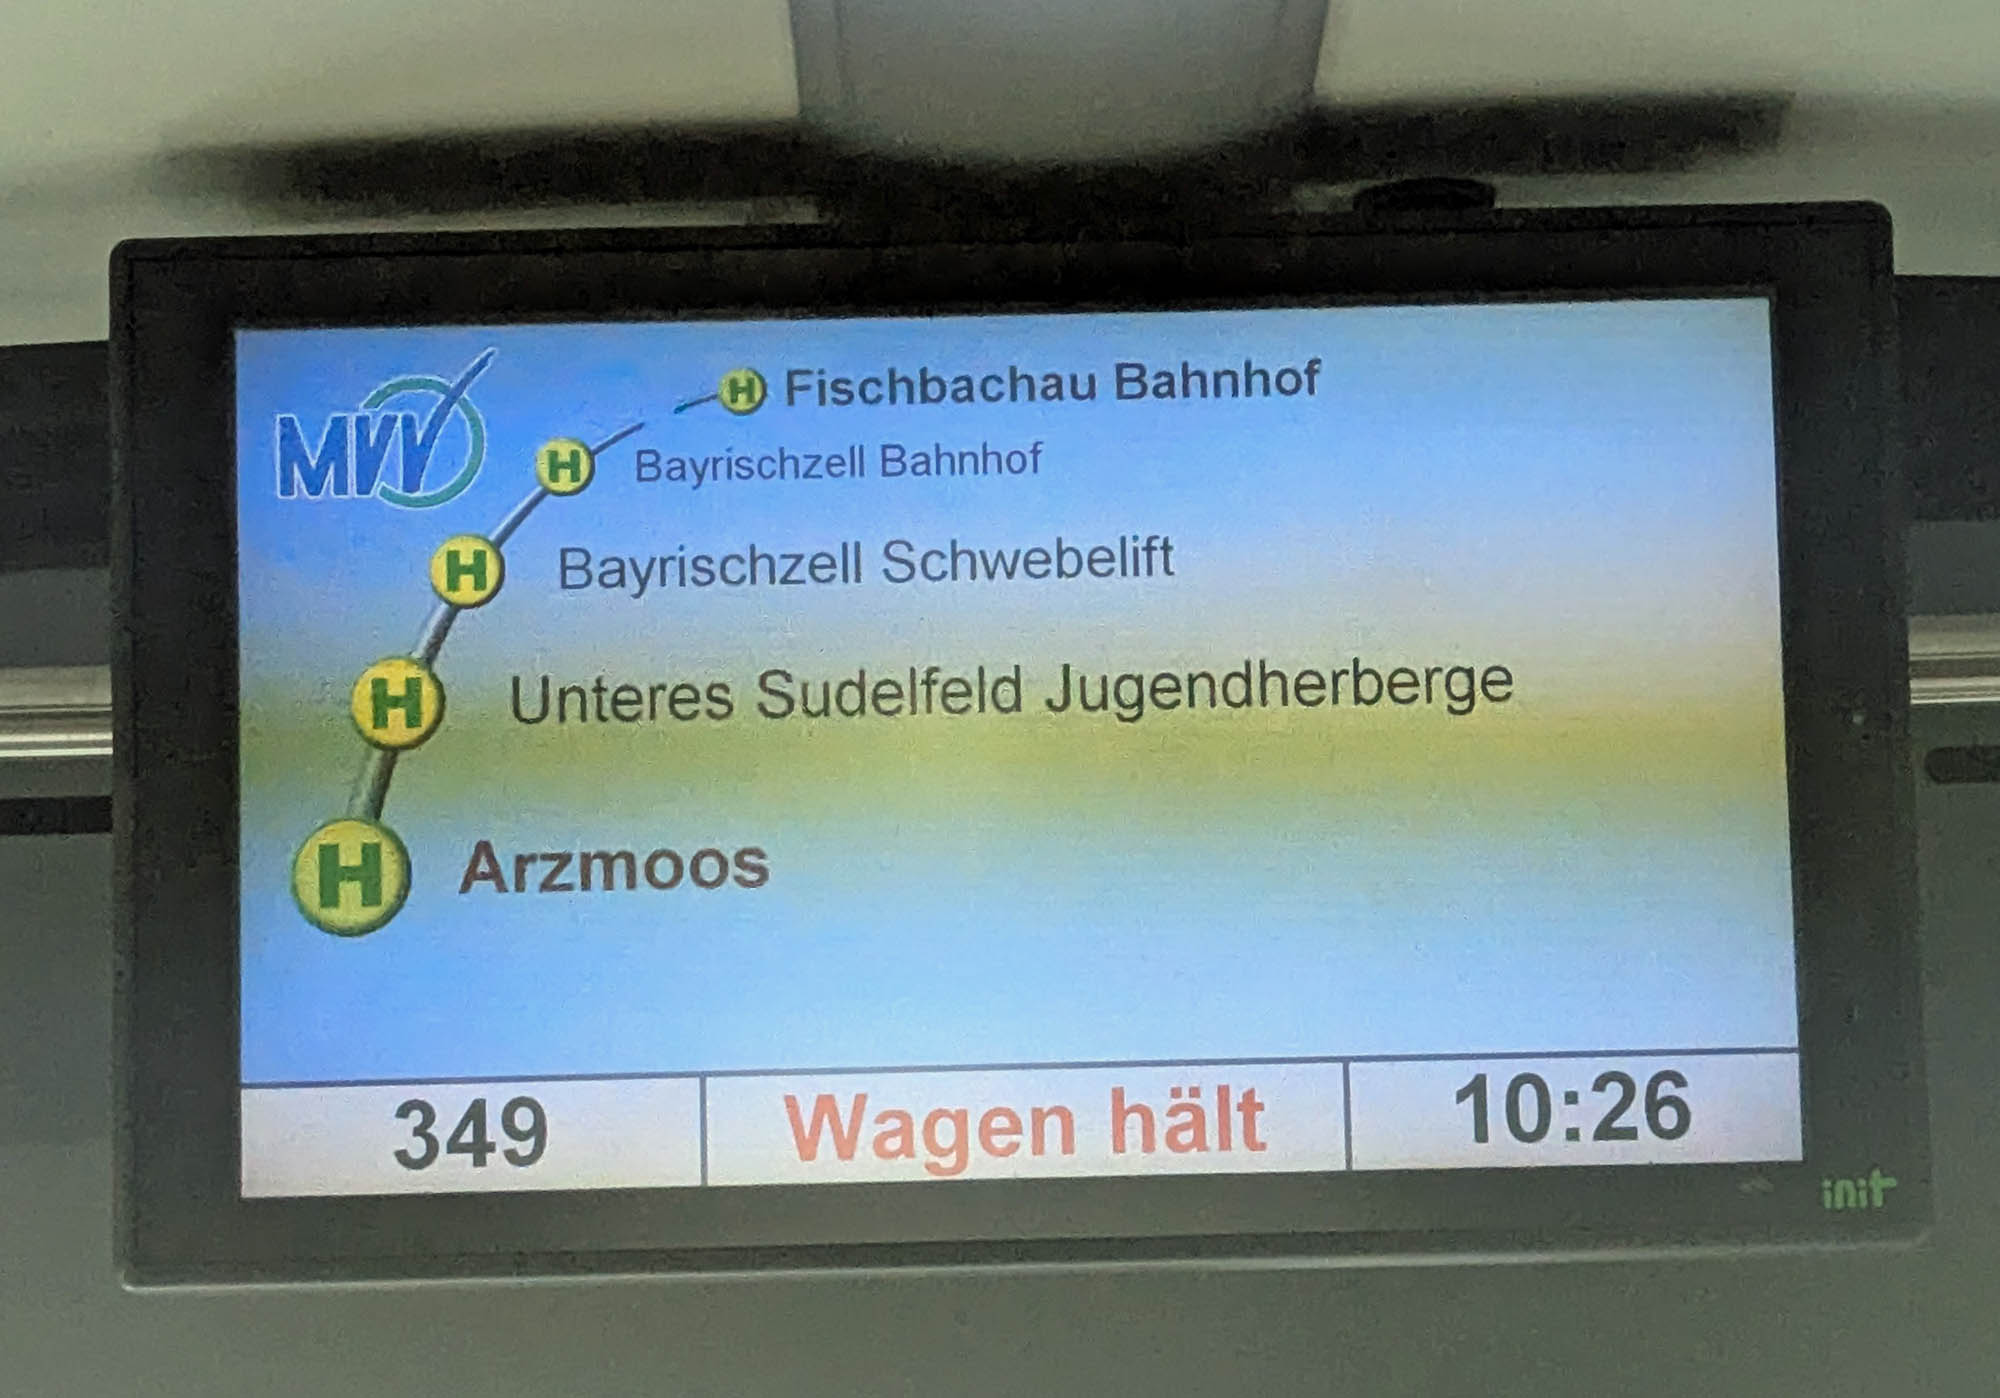 MVV
H Fischbachau Bahnhof
H Bayrischzell Bahnhof
H Bayrischzell Schwebelift
H Unteres Sudelfeld Jugendherberge
H Arzmoos
349 Wagen hält 10:26
init